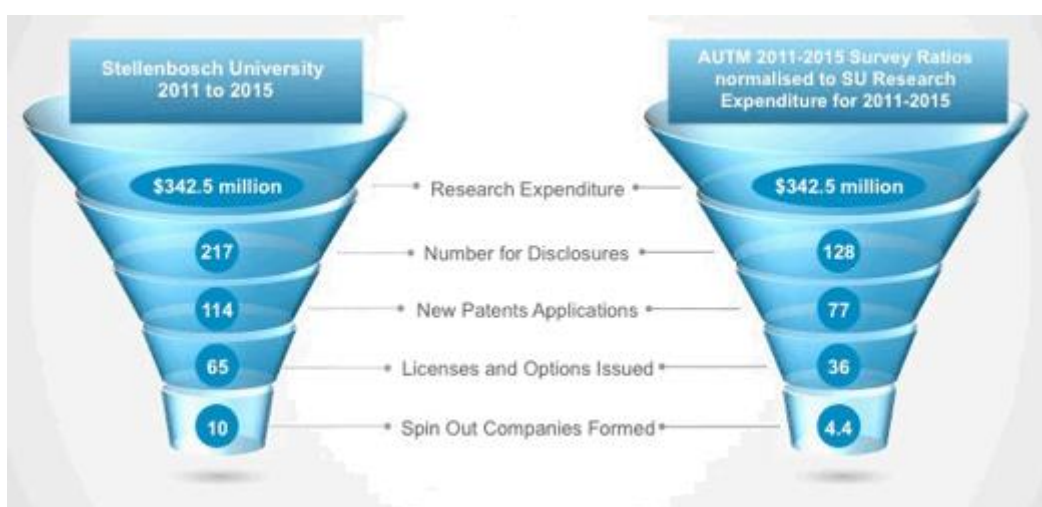 Stellenbosch University
2011 to 2015
AUTM 2011-2015 Survey Ratios
normalised to SU Research
Expenditure for 2011-2015
$342.5 million
Research Expenditure
$342.5 million
217
Number for Disclosures
128
114
New Patents Applications
77
65
Licenses and Options Issued
36
10
Spin Out Companies Formed
4.4